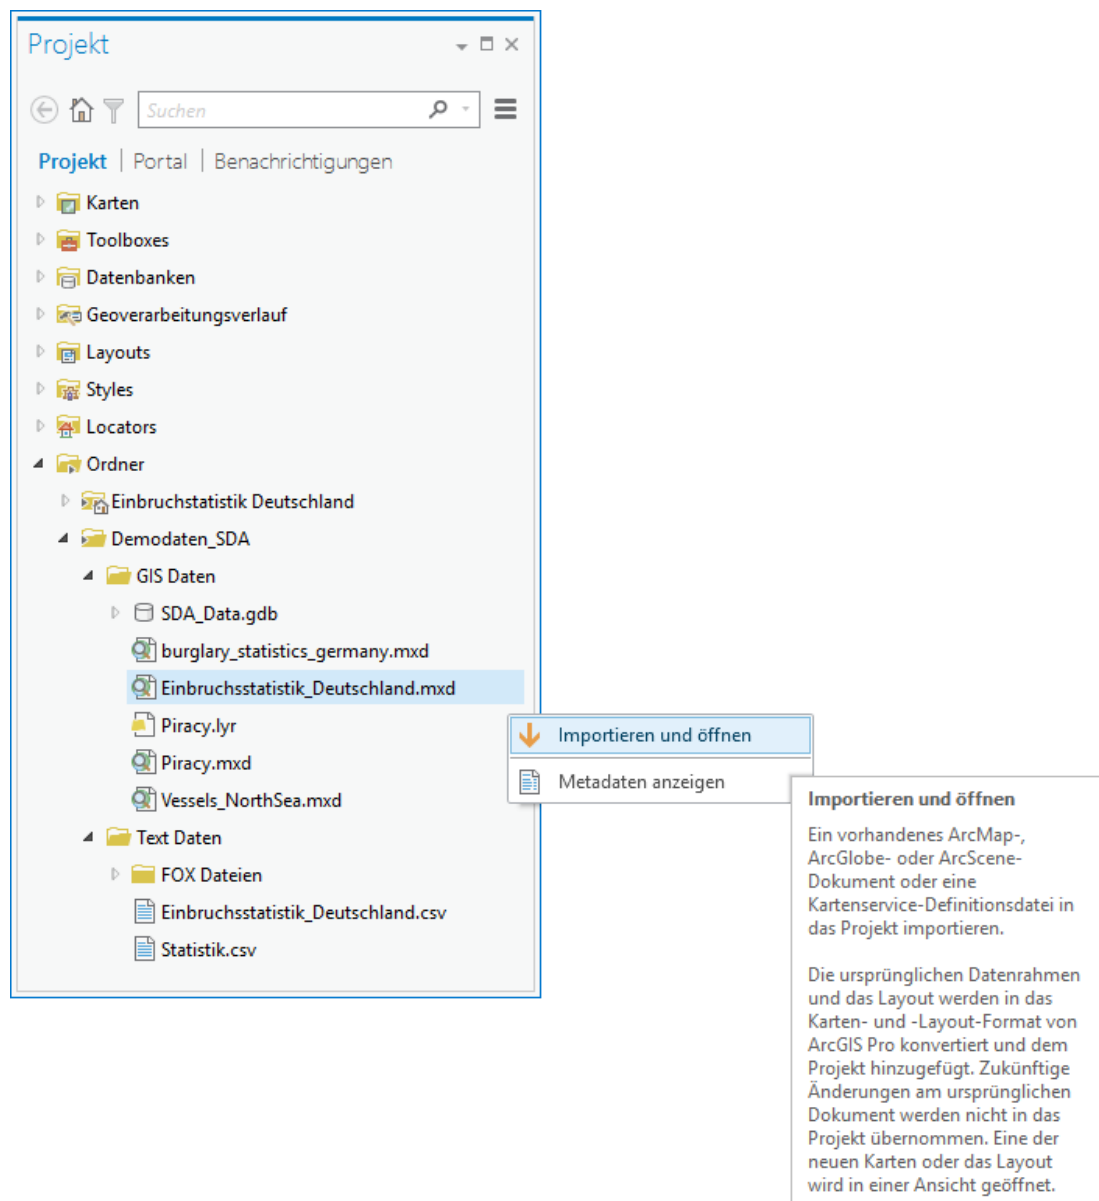 Projekt
Suchen
Projekt | Portal | Benachrichtigungen
Karten
Toolboxes
Datenbanken
Geoverarbeitungsverlauf
Layouts
Styles
Locators
Ordner
Einbruchstatistik Deutschland
Demodaten_SDA
GIS Daten
SDA_Data.gdb
burglary_statistics_germany.mxd
Einbruchsstatistik_Deutschland.mxd
Piracy.lyr
Piracy.mxd
Vessels_NorthSea.mxd
Text Daten
FOX Dateien
Einbruchsstatistik_Deutschland.csv
Statistik.csv
Importieren und öffnen
Metadaten anzeigen
Importieren und öffnen
Ein vorhandenes ArcMap-,
ArcGlobe- oder ArcScene-
Dokument oder eine
Kartenservice-Definitionsdatei in
das Projekt importieren.
Die ursprünglichen Datenrahmen
und das Layout werden in das
Karten- und -Layout-Format von
ArcGIS Pro konvertiert und dem
Projekt hinzugefügt. Zukünftige
Änderungen am ursprünglichen
Dokument werden nicht in das
Projekt übernommen. Eine der
neuen Karten oder das Layout
wird in einer Ansicht geöffnet.